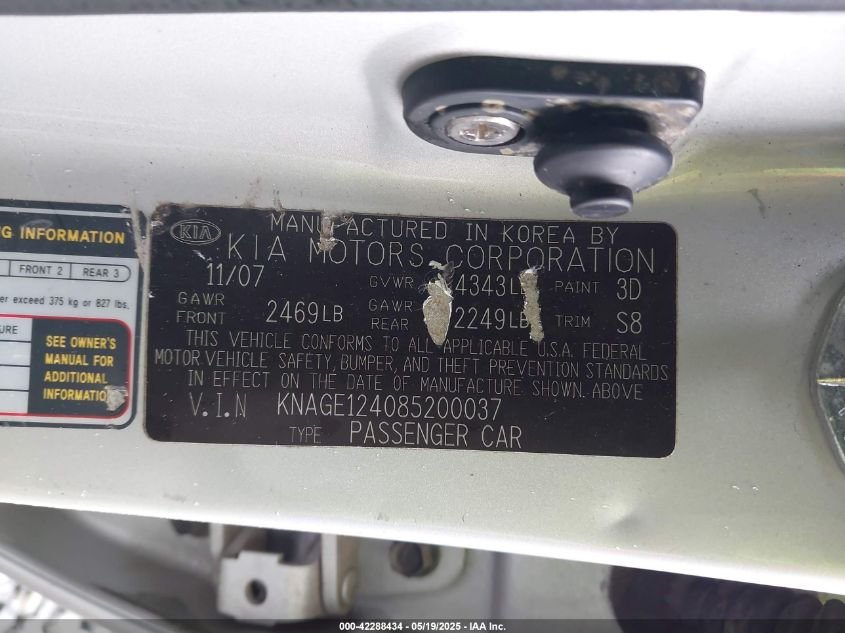 NG INFORMATION
FRONT 2 REAR 3
er exceed 375 kg or 827 lbs.
SEE OWNER'S
MANUAL FOR
ADDITIONAL
INFORMATION
KIA
MANUFACTURED IN KOREA BY
KIA MOTORS CORPORATION
11/07 GVWR 4343LB PAINT 3D
GAWR FRONT 2469LB GAWR REAR 2249LB TRIM S8
THIS VEHICLE CONFORMS TO ALL APPLICABLE U.S.A. FEDERAL
MOTOR VEHICLE SAFETY, BUMPER, AND THEFT PREVENTION STANDARDS
IN EFFECT ON THE DATE OF MANUFACTURE SHOWN ABOVE
V.I.N KNAGE124085200037
TYPE PASSENGER CAR
000-42288434 - 05/19/2025 - IAA Inc.